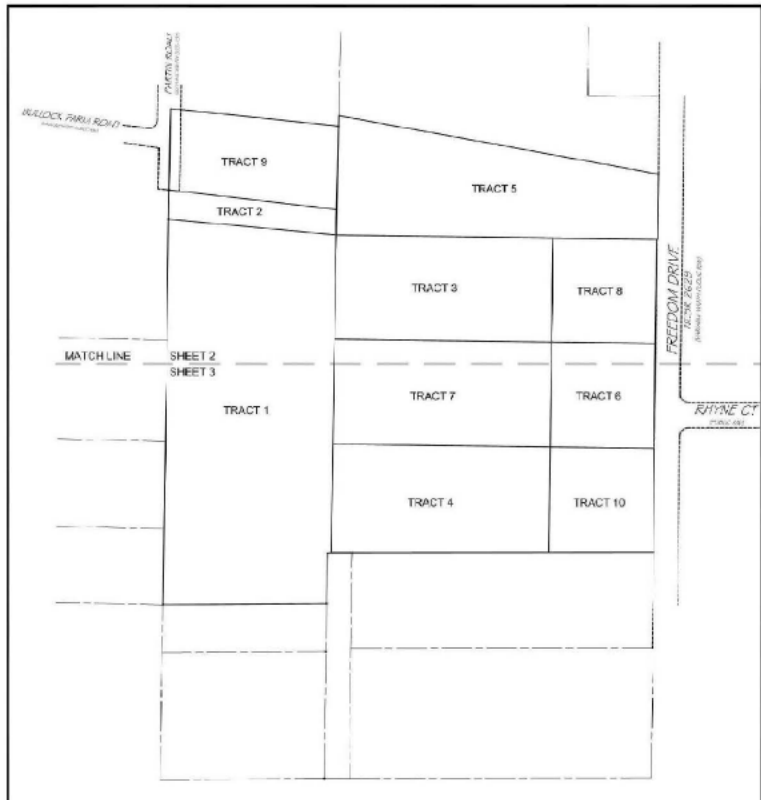 PARTIN ROAD
BULLOCK FARM ROAD
TRACT 9
TRACT 5
TRACT 2
TRACT 3
TRACT 8
FREEDOM DRIVE
MATCH LINE
SHEET 2
SHEET 3
TRACT 1
TRACT 7
TRACT 6
RHYNE CT
TRACT 4
TRACT 10